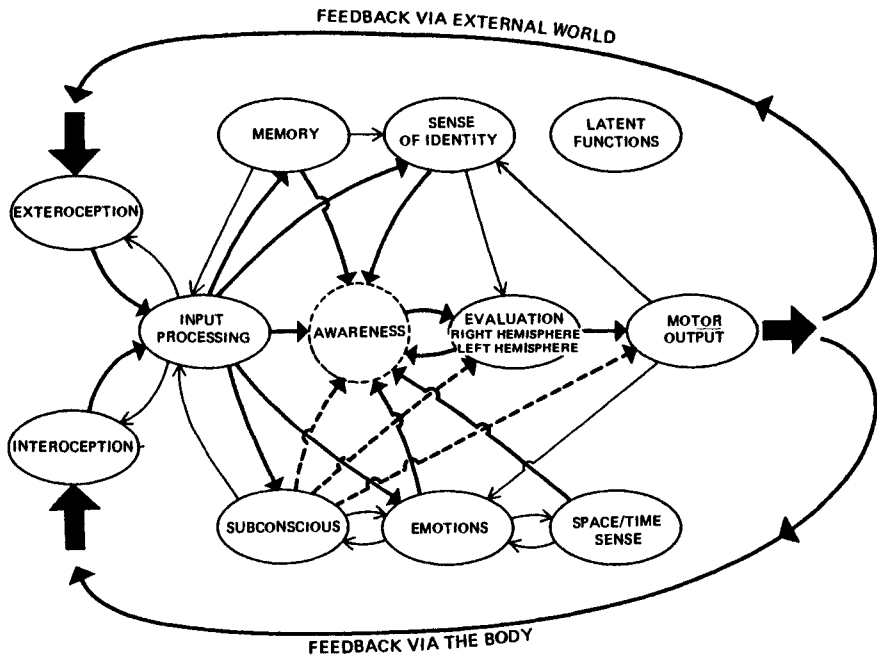 FEEDBACK VIA EXTERNAL WORLD
MEMORY
SENSE
OF IDENTITY
LATENT
FUNCTIONS
EXTEROCEPTION
INPUT
PROCESSING
AWARENESS
EVALUATION
RIGHT HEMISPHERE
LEFT HEMISPHERE
MOTOR
OUTPUT
INTEROCEPTION
SUBCONSCIOUS
EMOTIONS
SPACE/TIME
SENSE
FEEDBACK VIA THE BODY